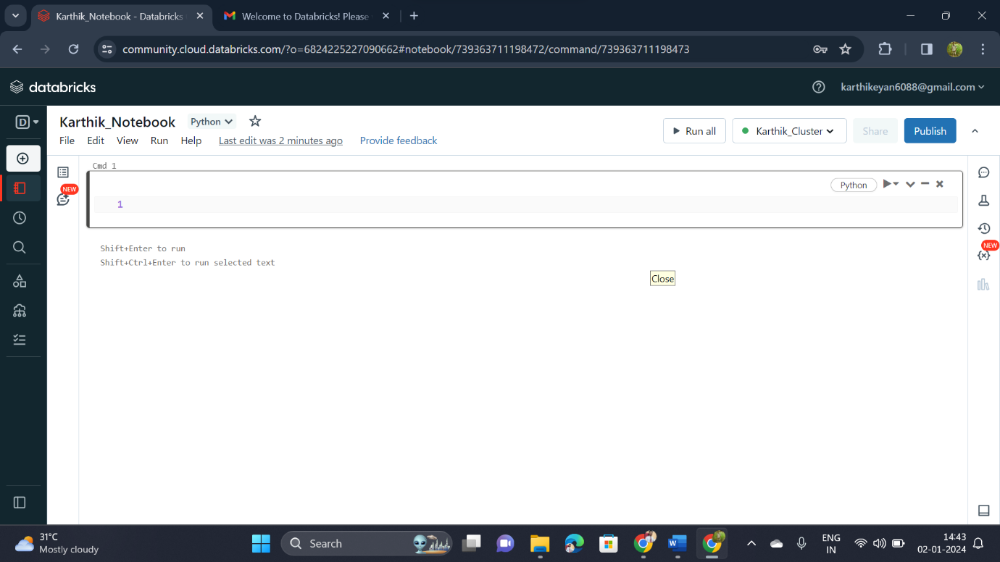 Karthik_Notebook - Databricks
Welcome to Databricks! Please
community.cloud.databricks.com/?o=6824225227090662#notebook/739363711198472/command/739363711198473
databricks
karthikeyan6088@gmail.com
D
Karthik_Notebook
Python
File Edit View Run Help Last edit was 2 minutes ago Provide feedback
Run all
Karthik_Cluster
Share
Publish
Cmd 1
NEW
Python
1
Shift+Enter to run
Shift+Ctrl+Enter to run selected text
Close
NEW
{x}
31°C
Mostly cloudy
Search
ENG
IN
14:43
02-01-2024